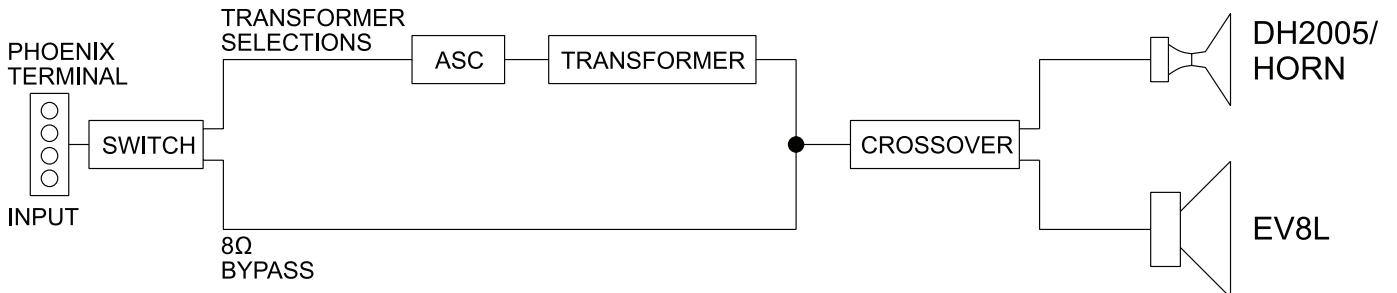 PHOENIX
TERMINAL
INPUT
SWITCH
TRANSFORMER
SELECTIONS
ASC
TRANSFORMER
8Ω
BYPASS
CROSSOVER
DH2005/
HORN
EV8L